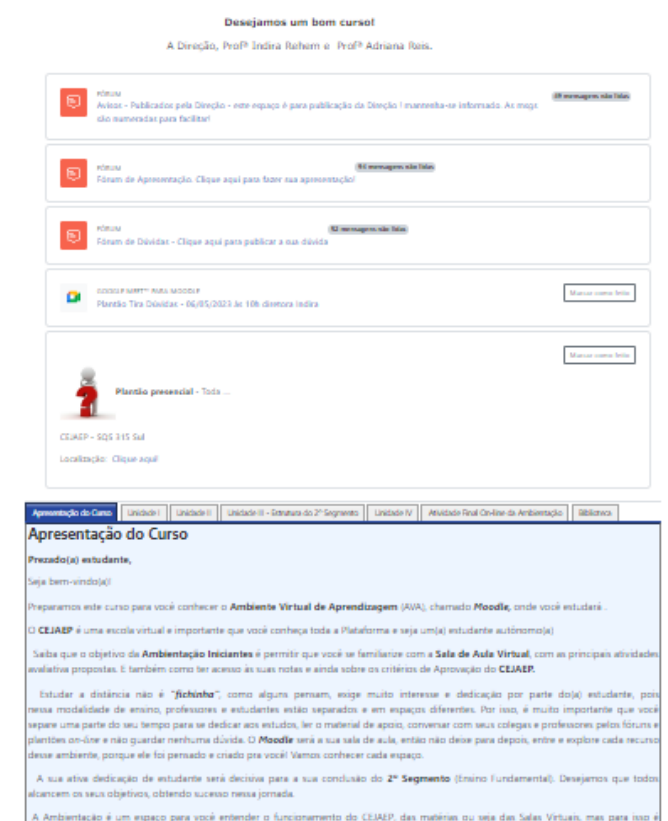 Desejamos um bom curso!
A Direção, Profª Indira Rehem e Profª Adriana Reis.
FÓRUM
Avisos - Publicados pela Direção - este espaço é para publicação da Direção ! mantenha-se informado. As msgs
são numeradas para facilitar!
49 mensagens não lidas
FÓRUM
94 mensagens não lidas
Fórum de Apresentação. Clique aqui para fazer sua apresentação!
FÓRUM
92 mensagens não lidas
Fórum de Dúvidas - Clique aqui para publicar a sua dúvida
GOOGLE MEET™ PARA MOODLE
Plantão Tira Dúvidas - 06/05/2023 às 10h diretora Indira
Marcar como feito
Marcar como feito
Plantão presencial - Toda ...
CEJAEP - SQS 315 Sul
Localização: Clique aqui!
Apresentação do Curso Unidade I Unidade II Unidade III - Estrutura do 2º Segmento Unidade IV Atividade Final On-line da Ambientação Biblioteca
Apresentação do Curso
Prezado(a) estudante,
Seja bem-vindo(a)!
Preparamos este curso para você conhecer o Ambiente Virtual de Aprendizagem (AVA), chamado Moodle, onde você estudará .
O CEJAEP é uma escola virtual e importante que você conheça toda a Plataforma e seja um(a) estudante autônomo(a)
Saiba que o objetivo da Ambientação Iniciantes é permitir que você se familiarize com a Sala de Aula Virtual, com as principais atividades
avaliativa propostas. E também como ter acesso às suas notas e ainda sobre os critérios de Aprovação do CEJAEP.
Estudar a distância não é "fichinha", como alguns pensam, exige muito interesse e dedicação por parte do(a) estudante, pois
nessa modalidade de ensino, professores e estudantes estão separados e em espaços diferentes. Por isso, é muito importante que você
separe uma parte do seu tempo para se dedicar aos estudos, ler o material de apoio, conversar com seus colegas e professores pelos fóruns e
plantões on-line e não guardar nenhuma dúvida. O Moodle será a sua sala de aula, então não deixe para depois, entre e explore cada recurso
desse ambiente, porque ele foi pensado e criado pra você! Vamos conhecer cada espaço.
A sua ativa dedicação de estudante será decisiva para a sua conclusão do 2º Segmento (Ensino Fundamental). Desejamos que todos
alcancem os seus objetivos, obtendo sucesso nessa jornada.
A Ambientação é um espaço para você entender o funcionamento do CEJAEP, das matérias ou seja das Salas Virtuais, mas para isso é